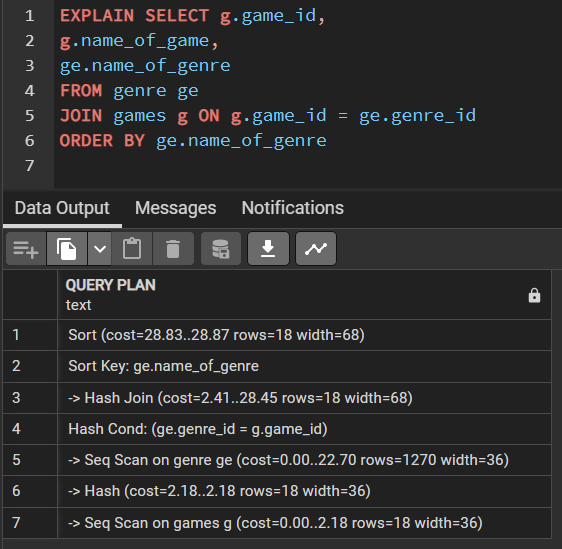 1 EXPLAIN SELECT g.game_id,
2 g.name_of_game,
3 ge.name_of_genre
4 FROM genre ge
5 JOIN games g ON g.game_id = ge.genre_id
6 ORDER BY ge.name_of_genre
7
Data Output Messages Notifications
QUERY PLAN
text
1 Sort (cost=28.83..28.87 rows=18 width=68)
2 Sort Key: ge.name_of_genre
3 -> Hash Join (cost=2.41..28.45 rows=18 width=68)
4 Hash Cond: (ge.genre_id = g.game_id)
5 -> Seq Scan on genre ge (cost=0.00..22.70 rows=1270 width=36)
6 -> Hash (cost=2.18..2.18 rows=18 width=36)
7 -> Seq Scan on games g (cost=0.00..2.18 rows=18 width=36)